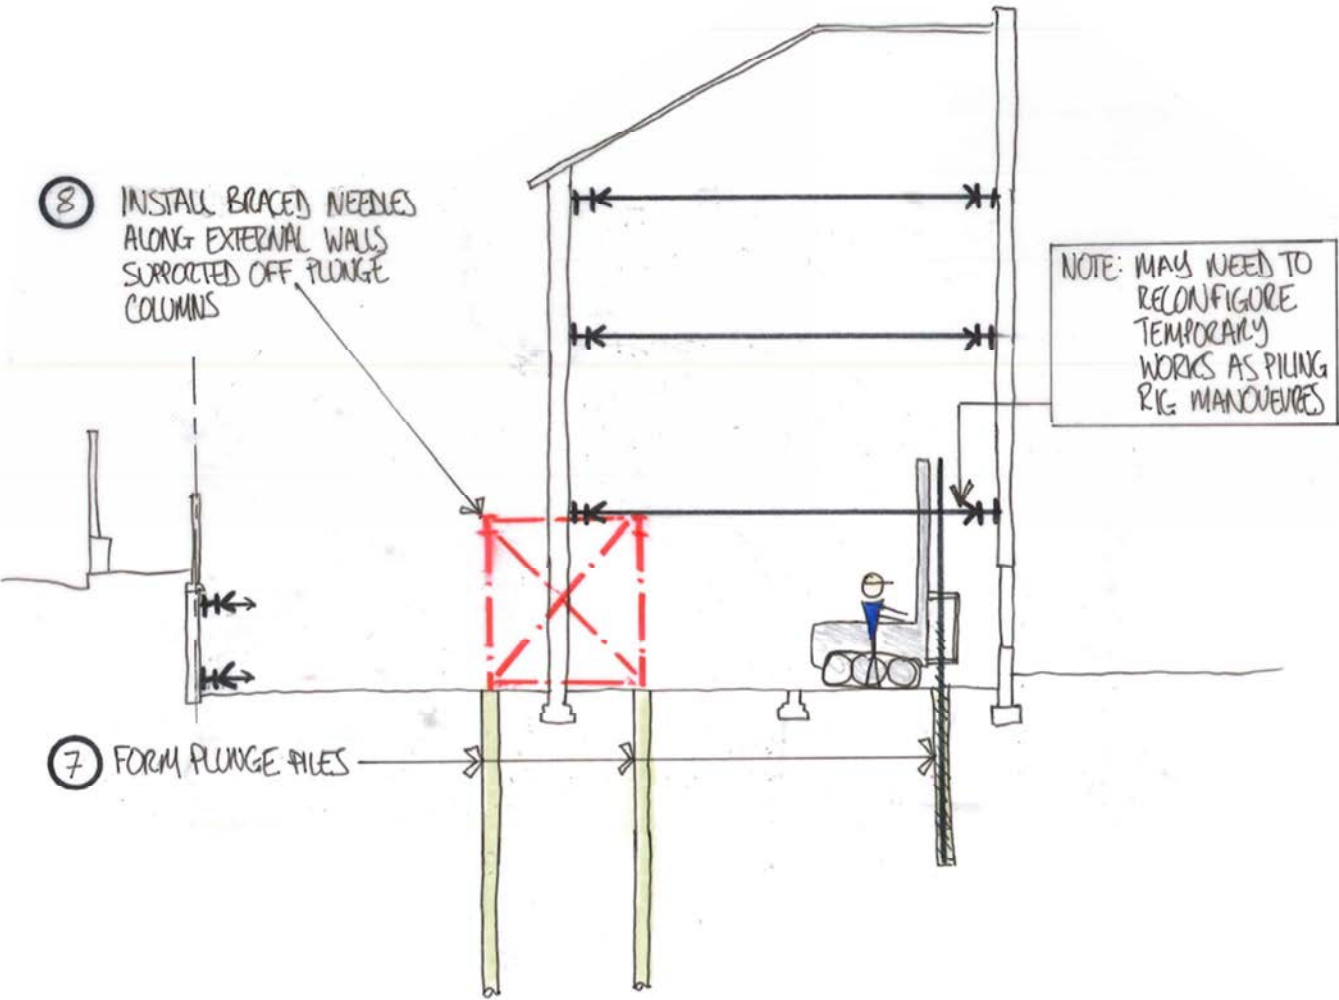 8 INSTALL BRACED NEEDLES
ALONG EXTERNAL WALLS
SUPPORTED OFF PLUNGE
COLUMNS
NOTE: MAY NEED TO
RECONFIGURE
TEMPORARY
WORKS AS PILING
RIG MANOUEVRES
7 FORM PLUNGE PILES